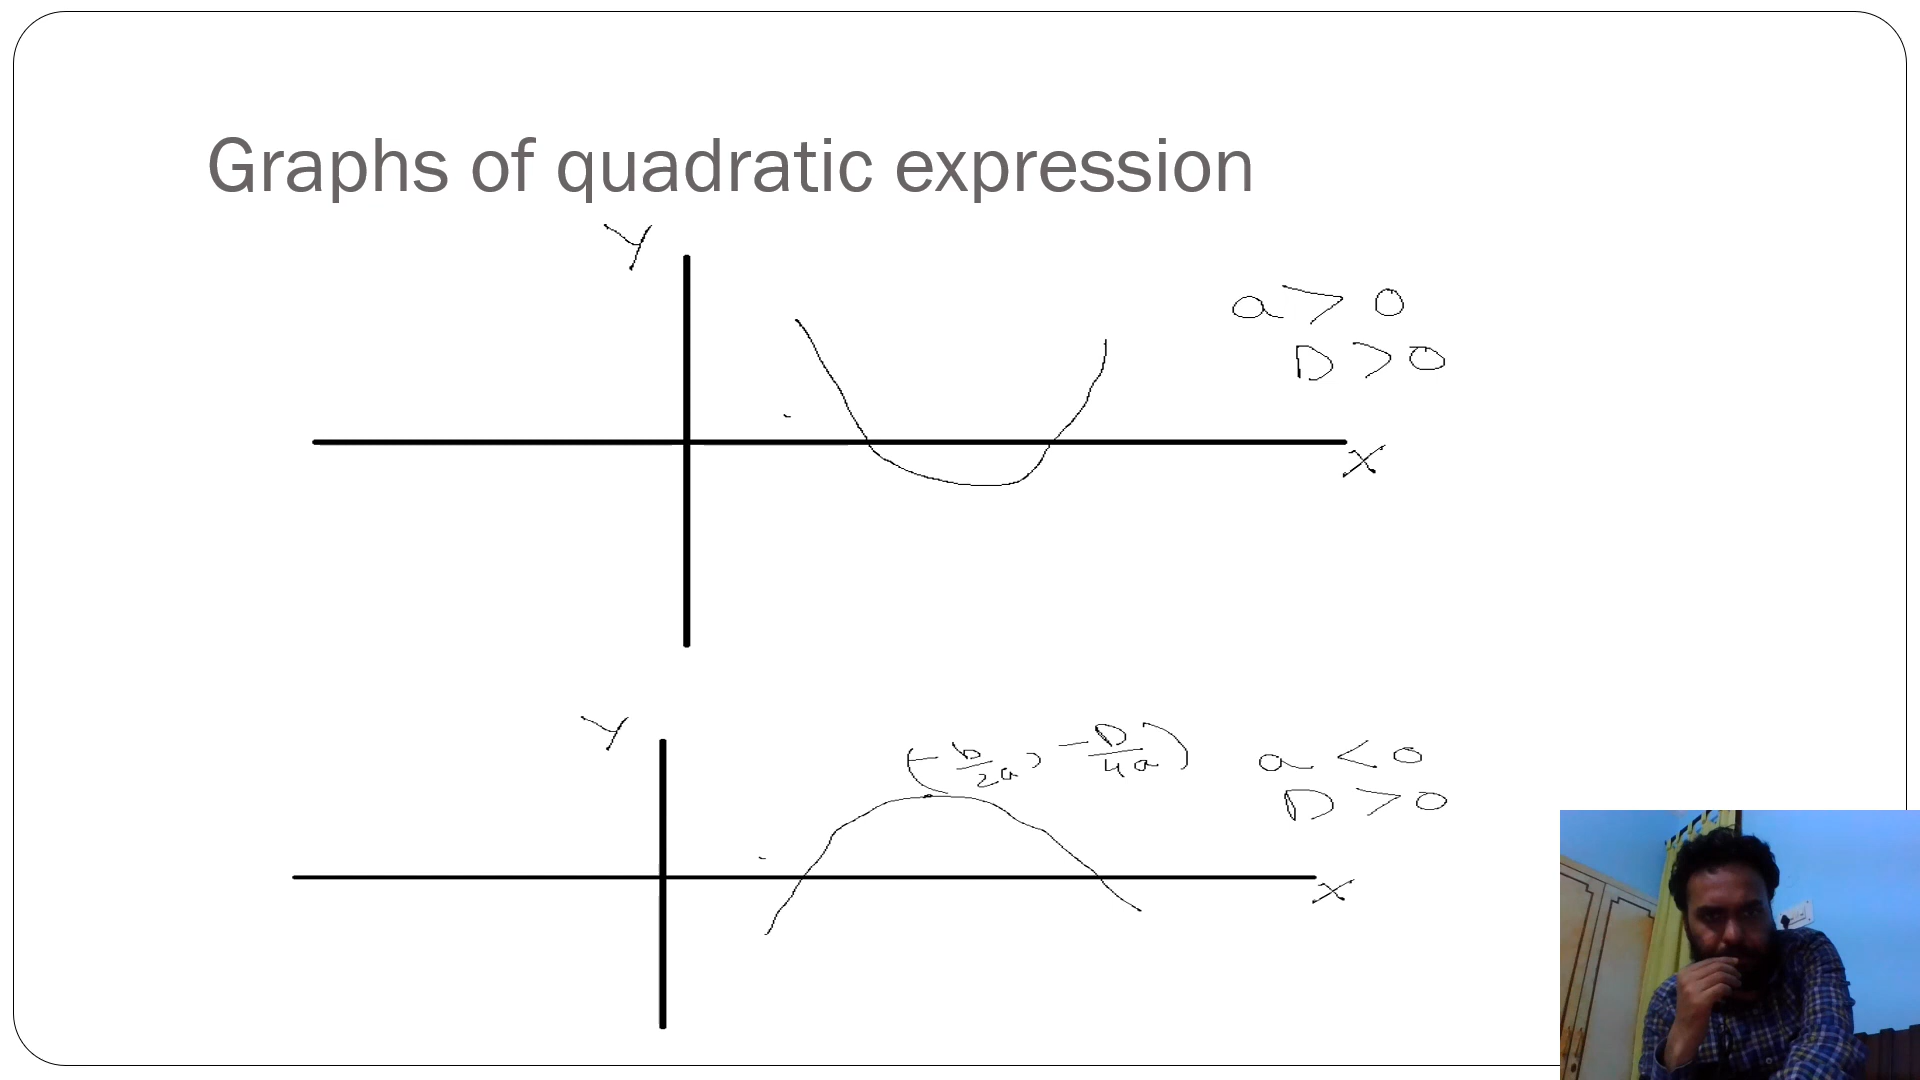 Graphs of quadratic expression
Y
a > 0
D > 0
X
Y
(-b/2a, -D/4a)
a < 0
D > 0
X